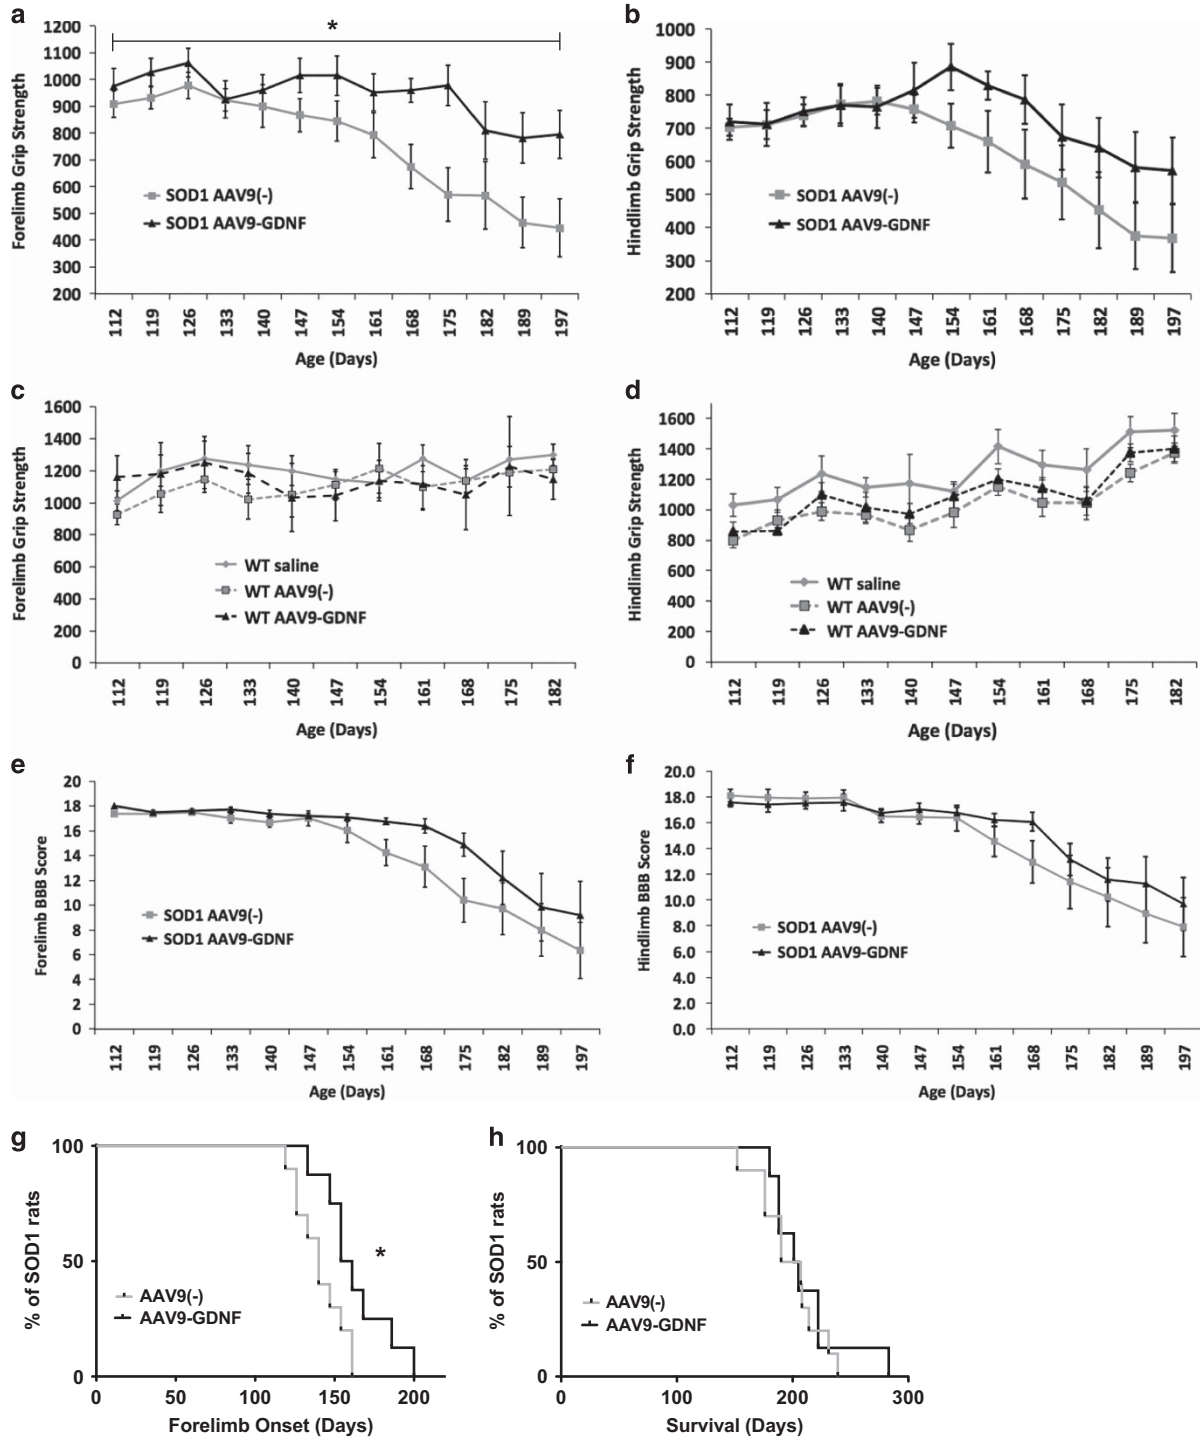 a
*
1200
1100
1000
900
800
700
600
500
400
300
200
Forelimb Grip Strength
SOD1 AAV9(-)
SOD1 AAV9-GDNF
112 119 126 133 140 147 154 161 168 175 182 189 197
Age (Days)
b
1000
900
800
700
600
500
400
300
200
Hindlimb Grip Strength
SOD1 AAV9(-)
SOD1 AAV9-GDNF
112 119 126 133 140 147 154 161 168 175 182 189 197
Age (Days)
c
1600
1400
1200
1000
800
600
400
200
0
Forelimb Grip Strength
WT saline
WT AAV9(-)
WT AAV9-GDNF
112 119 126 133 140 147 154 161 168 175 182
Age (Days)
d
1600
1400
1200
1000
800
600
400
200
0
Hindlimb Grip Strength
WT saline
WT AAV9(-)
WT AAV9-GDNF
112 119 126 133 140 147 154 161 168 175 182
Age (Days)
e
20
18
16
14
12
10
8
6
4
2
0
Forelimb BBB Score
SOD1 AAV9(-)
SOD1 AAV9-GDNF
112 119 126 133 140 147 154 161 168 175 182 189 197
Age (Days)
f
20.0
18.0
16.0
14.0
12.0
10.0
8.0
6.0
4.0
2.0
0.0
Hindlimb BBB Score
SOD1 AAV9(-)
SOD1 AAV9-GDNF
112 119 126 133 140 147 154 161 168 175 182 189 197
Age (Days)
g
100
50
0
% of SOD1 rats
*
AAV9(-)
AAV9-GDNF
0 50 100 150 200
Forelimb Onset (Days)
h
100
50
0
% of SOD1 rats
AAV9(-)
AAV9-GDNF
0 100 200 300
Survival (Days)